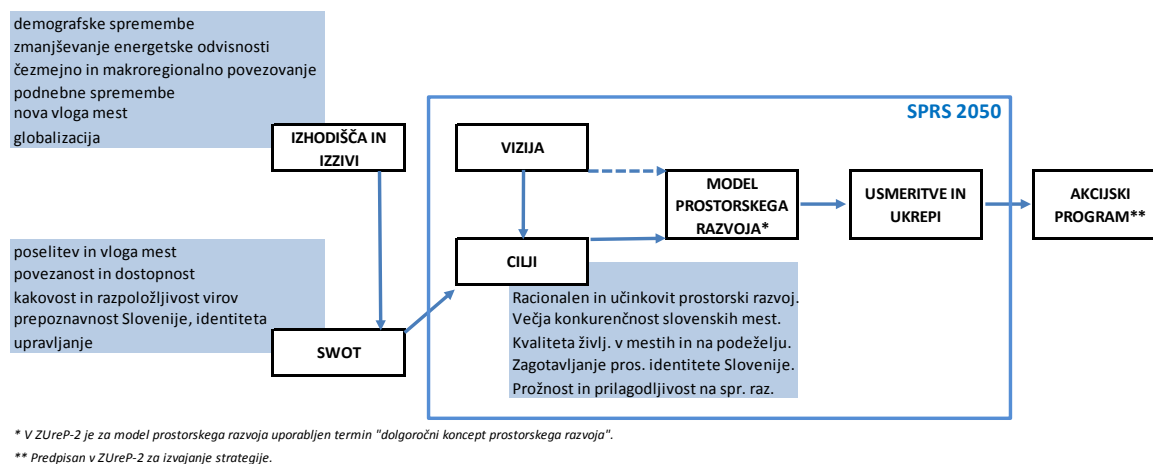 demografske spremembe
zmanjševanje energetske odvisnosti
čezmejno in makroregionalno povezovanje
podnebne spremembe
nova vloga mest
globalizacija
IZHODIŠČA IN
IZZIVI
SPRS 2050
VIZIJA
MODEL
PROSTORSKEGA
RAZVOJA*
USMERITVE IN
UKREPI
AKCIJSKI
PROGRAM**
poselitev in vloga mest
povezanost in dostopnost
kakovost in razpoložljivost virov
prepoznavnost Slovenije, identiteta
upravljanje
SWOT
CILJI
Racionalen in učinkovit prostorski razvoj.
Večja konkurenčnost slovenskih mest.
Kvaliteta življ. v mestih in na podeželju.
Zagotavljanje pros. identitete Slovenije.
Prožnost in prilagodljivost na spr. raz.
* V ZUreP-2 je za model prostorskega razvoja uporabljen termin "dolgoročni koncept prostorskega razvoja".
** Predpisan v ZUreP-2 za izvajanje strategije.